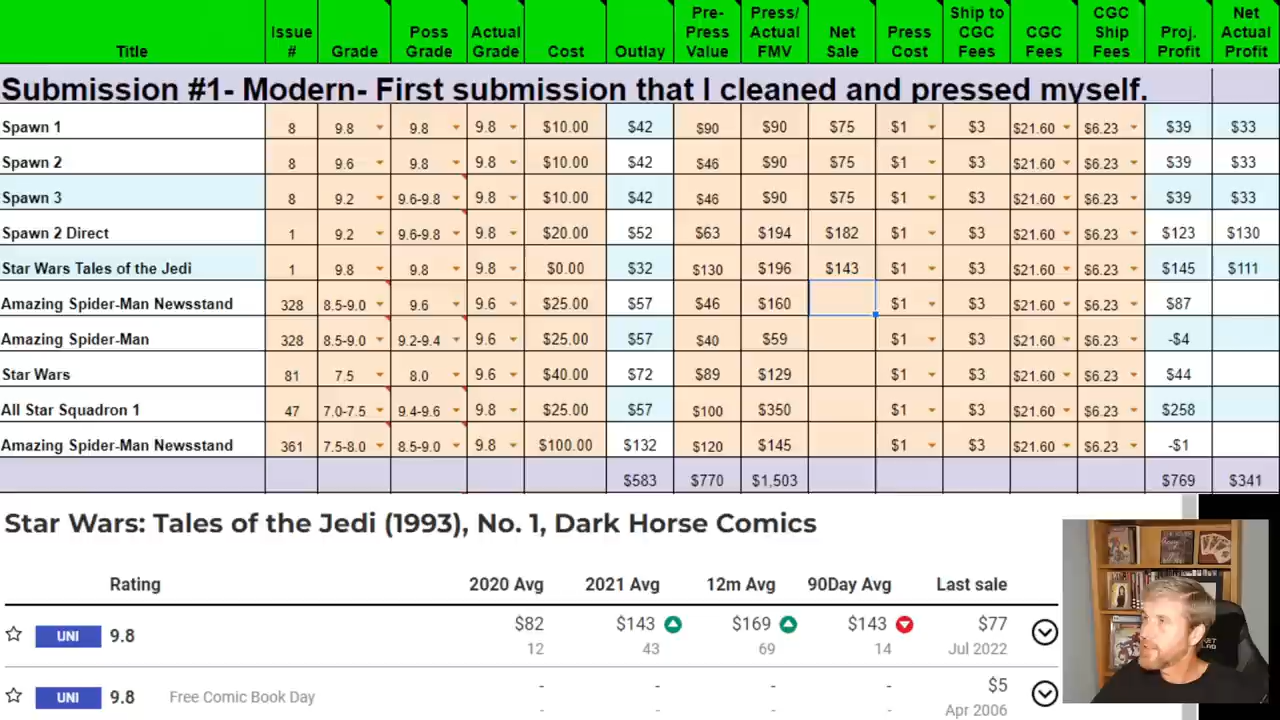 Title Issue # Grade Poss Grade Actual Grade Cost Outlay Pre-Press Value Press/Actual FMV Net Sale Press Cost Ship to CGC Fees CGC Fees CGC Ship Fees Proj. Profit Net Actual Profit
Submission #1- Modern- First submission that I cleaned and pressed myself.
Spawn 1 8 9.8 9.8 9.8 $10.00 $42 $90 $90 $75 $1 $3 $21.60 $6.23 $39 $33
Spawn 2 8 9.6 9.8 9.8 $10.00 $42 $46 $90 $75 $1 $3 $21.60 $6.23 $39 $33
Spawn 3 8 9.2 9.6-9.8 9.8 $10.00 $42 $46 $90 $75 $1 $3 $21.60 $6.23 $39 $33
Spawn 2 Direct 1 9.2 9.6-9.8 9.8 $20.00 $52 $63 $194 $182 $1 $3 $21.60 $6.23 $123 $130
Star Wars Tales of the Jedi 1 9.8 9.8 9.8 $0.00 $32 $130 $196 $143 $1 $3 $21.60 $6.23 $145 $111
Amazing Spider-Man Newsstand 328 8.5-9.0 9.6 9.6 $25.00 $57 $46 $160 $1 $3 $21.60 $6.23 $87
Amazing Spider-Man 328 8.5-9.0 9.2-9.4 9.6 $25.00 $57 $40 $59 $1 $3 $21.60 $6.23 -$4
Star Wars 81 7.5 8.0 9.6 $40.00 $72 $89 $129 $1 $3 $21.60 $6.23 $44
All Star Squadron 1 47 7.0-7.5 9.4-9.6 9.8 $25.00 $57 $100 $350 $1 $3 $21.60 $6.23 $258
Amazing Spider-Man Newsstand 361 7.5-8.0 8.5-9.0 9.8 $100.00 $132 $120 $145 $1 $3 $21.60 $6.23 -$1
$583 $770 $1,503 $769 $341
Star Wars: Tales of the Jedi (1993), No. 1, Dark Horse Comics
Rating 2020 Avg 2021 Avg 12m Avg 90Day Avg Last sale
UNI 9.8 $82 $143 $169 $143 $77
12 43 69 14 Jul 2022
UNI 9.8 Free Comic Book Day - - - - $5
- - - - Apr 2006